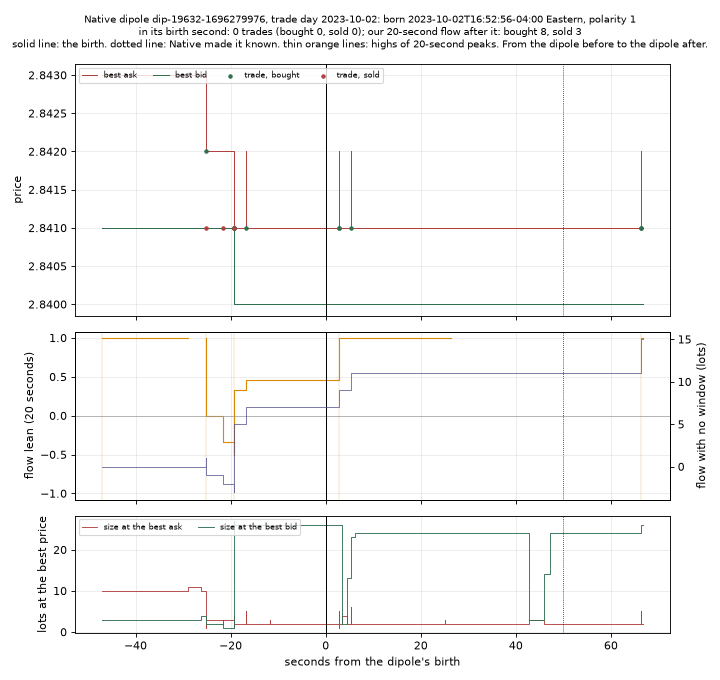 Native dipole dip-19632-1696279976, trade day 2023-10-02: born 2023-10-02T16:52:56-04:00 Eastern, polarity 1
in its birth second: 0 trades (bought 0, sold 0); our 20-second flow after it: bought 8, sold 3
solid line: the birth. dotted line: Native made it known. thin orange lines: highs of 20-second peaks. From the dipole before to the dipole after.
best ask
best bid
trade, bought
trade, sold
2.8430
2.8425
2.8420
2.8415
2.8410
2.8405
2.8400
price
1.0
0.5
0.0
−0.5
−1.0
flow lean (20 seconds)
15
10
5
0
flow with no window (lots)
size at the best ask
size at the best bid
20
10
0
lots at the best price
−40
−20
0
20
40
60
seconds from the dipole's birth